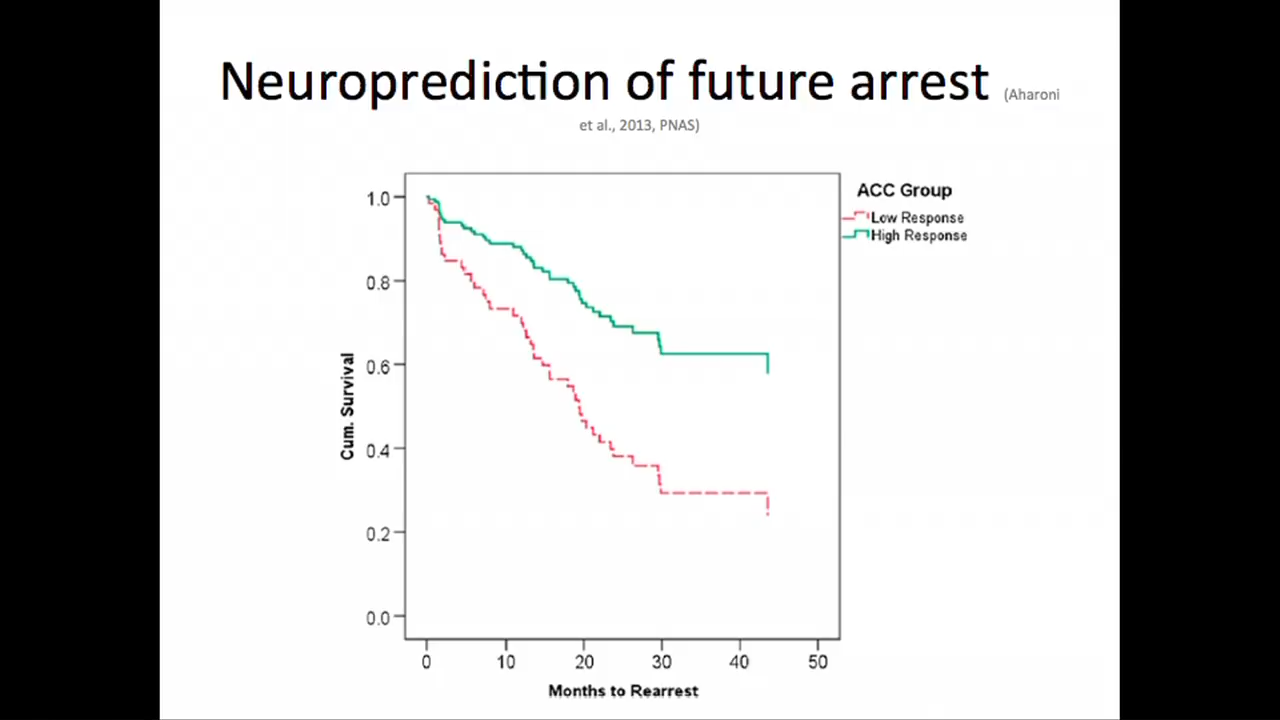 Neuroprediction of future arrest (Aharoni
et al., 2013, PNAS)
ACC Group
Low Response
High Response
1.0
0.8
0.6
0.4
0.2
0.0
Cum. Survival
0 10 20 30 40 50
Months to Rearrest